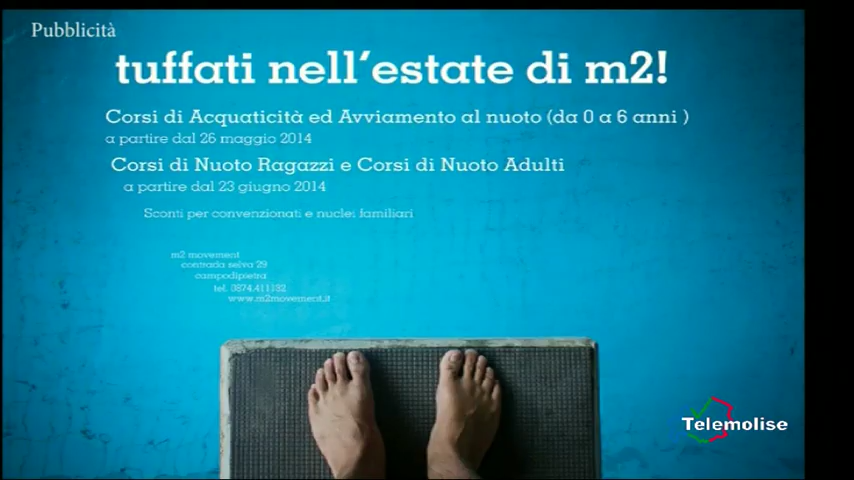 Pubblicità
tuffati nell'estate di m2!
Corsi di Acquaticità ed Avviamento al nuoto (da 0 a 6 anni )
a partire dal 26 maggio 2014
Corsi di Nuoto Ragazzi e Corsi di Nuoto Adulti
a partire dal 23 giugno 2014
Sconti per convenzionati e nuclei familiari
m2 movement
contrada selva 29
campodipietra
tel. 0874.411182
www.m2movement.it
Telemolise